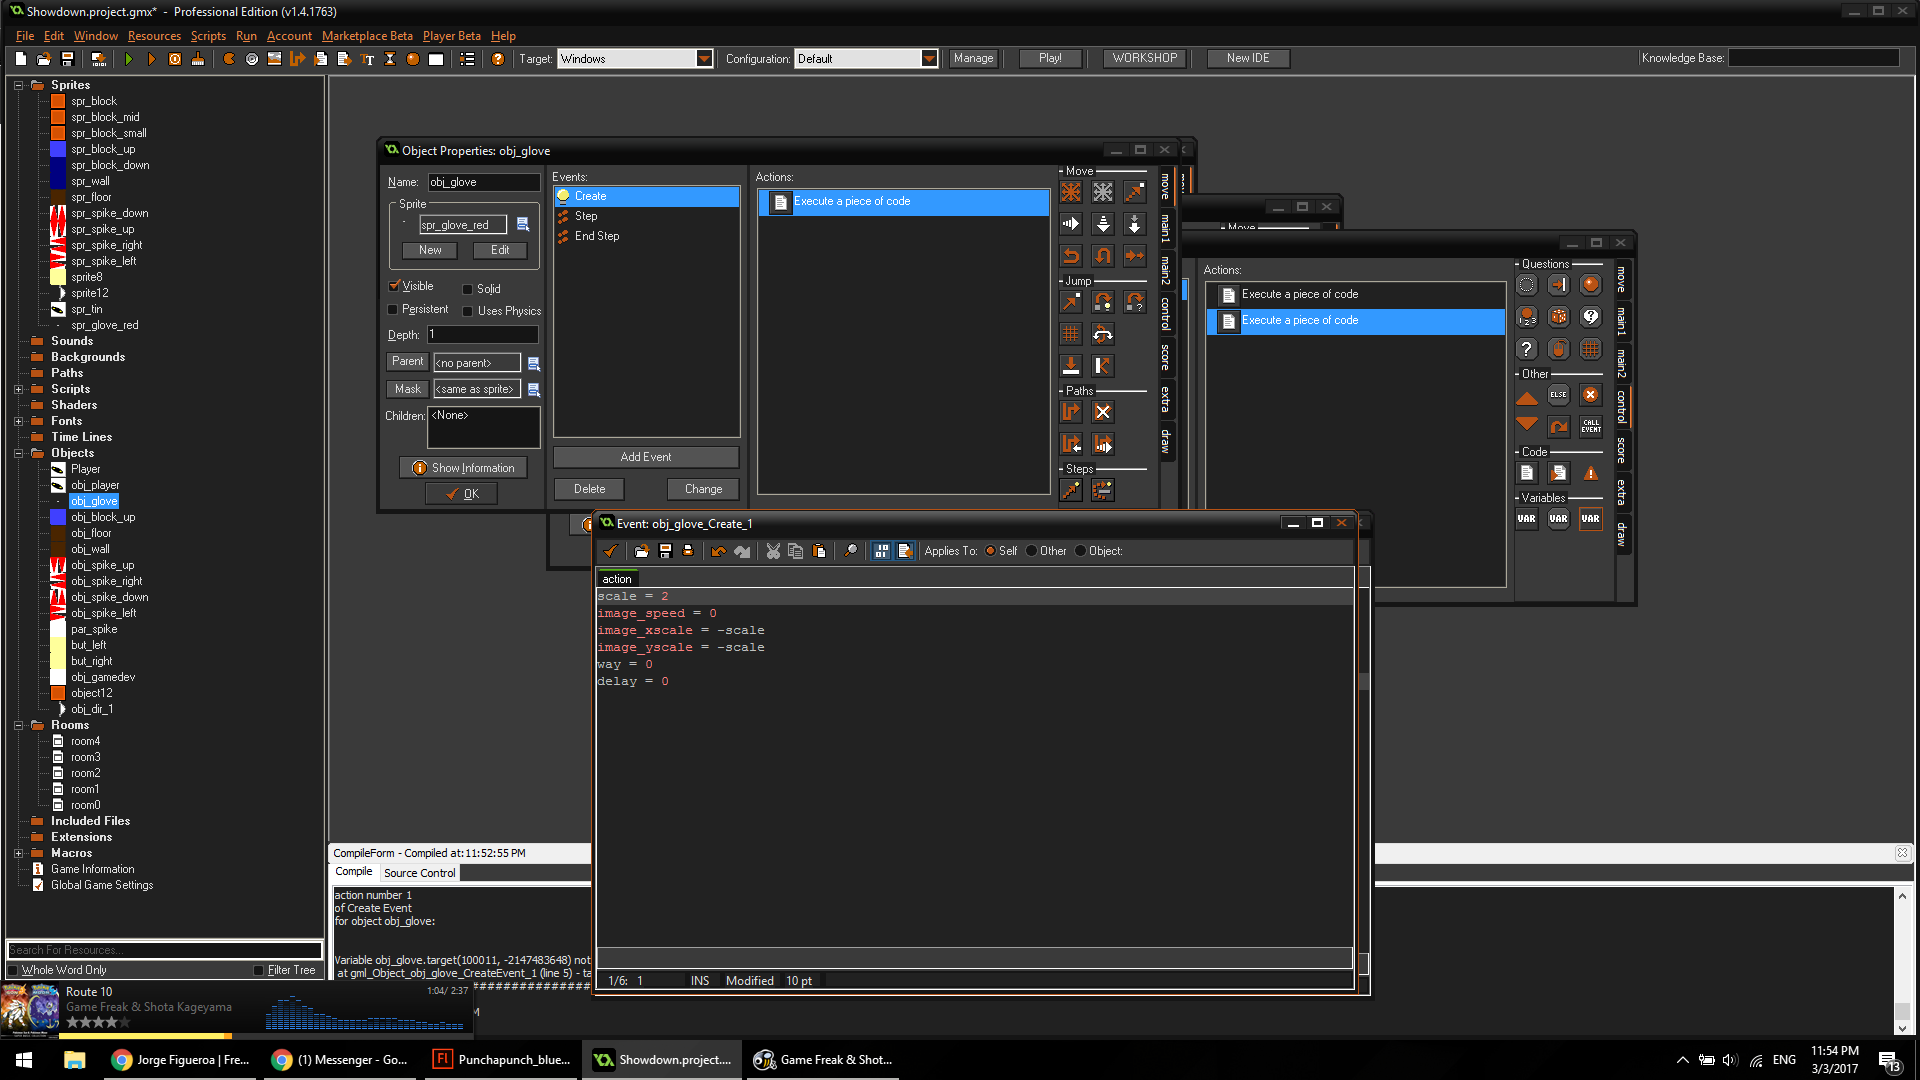 Showdown.project.gmx* - Professional Edition (v1.4.1763)
File Edit Window Resources Scripts Run Account Marketplace Beta Player Beta Help
Target: Windows Configuration: Default Manage Play! WORKSHOP New IDE Knowledge Base:
Sprites
spr_block
spr_block_mid
spr_block_small
spr_block_up
spr_block_down
spr_wall
spr_floor
spr_spike_down
spr_spike_up
spr_spike_right
spr_spike_left
sprite8
sprite12
spr_tin
spr_glove_red
Sounds
Backgrounds
Paths
Scripts
Shaders
Fonts
Time Lines
Objects
Player
obj_player
obj_glove
obj_block_up
obj_floor
obj_wall
obj_spike_up
obj_spike_right
obj_spike_down
obj_spike_left
par_spike
but_left
but_right
obj_gamedev
object12
obj_dir_1
Rooms
room4
room3
room2
room1
room0
Included Files
Extensions
Macros
Game Information
Global Game Settings
Search For Resources...
Whole Word Only Filter Tree
Object Properties: obj_glove
Name: obj_glove
Sprite
spr_glove_red
New Edit
Visible Solid
Persistent Uses Physics
Depth: 1
Parent <no parent>
Mask <same as sprite>
Children: <None>
Show Information
OK
Events:
Create
Step
End Step
Add Event
Delete Change
Actions:
Execute a piece of code
Move
Jump
Paths
Steps
move
main1
main2
control
score
extra
draw
Move
Actions:
Execute a piece of code
Execute a piece of code
Questions
Other
ELSE
CALL EVENT
Code
Variables
VAR VAR VAR
move
main1
main2
control
score
extra
draw
Event: obj_glove_Create_1
Applies To: Self Other Object:
action
scale = 2
image_speed = 0
image_xscale = -scale
image_yscale = -scale
way = 0
delay = 0
1/6: 1 INS Modified 10 pt
CompileForm - Compiled at:11:52:55 PM
Compile Source Control
action number 1
of Create Event
for object obj_glove:
Variable obj_glove.target(100011, -2147483648) not
at gml_Object_obj_glove_CreateEvent_1 (line 5) - ta
Route 10 1:04/ 2:37
Game Freak & Shota Kageyama
Jorge Figueroa | Fre...
(1) Messenger - Go...
Punchapunch_blue...
Showdown.project....
Game Freak & Shot...
ENG
11:54 PM
3/3/2017
13